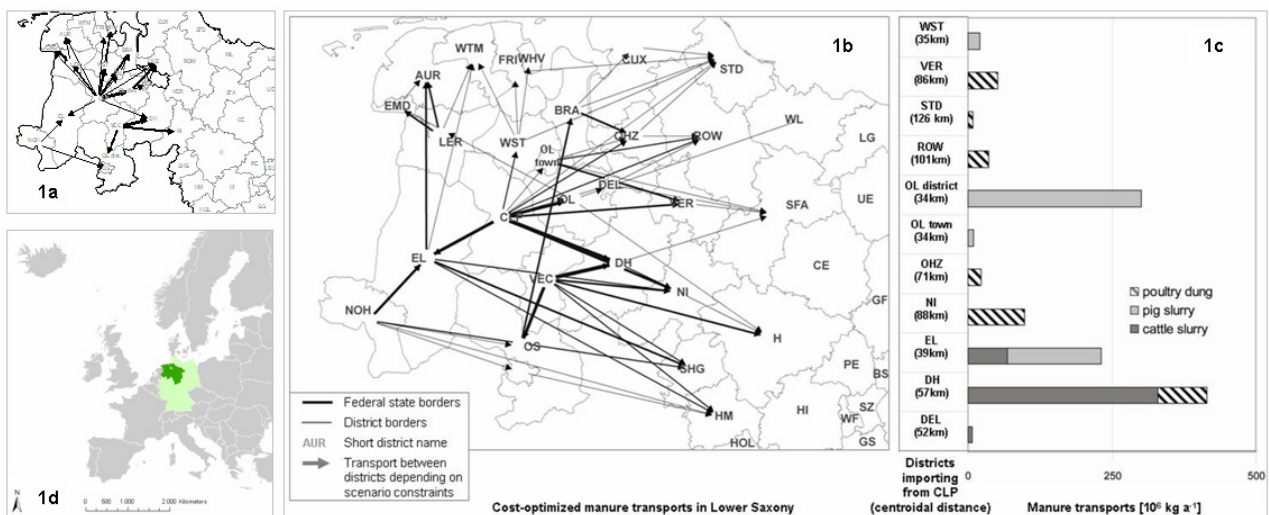 1a
WTM
AUR
ROW
1b
WTM
FRI
WHV
CUX
STD
AUR
EMD
BRA
LER
WST
OHZ
ROW
WL
LG
OL
town
DEL
OL
VER
SFA
UE
EL
DH
CE
VEC
NI
GF
NOH
OS
H
SHG
PE
BS
HM
HI
SZ
WF
HOL
GS
Federal state borders
District borders
AUR Short district name
Transport between
districts depending on
scenario constraints
Cost-optimized manure transports in Lower Saxony
1c
WST
(35km)
VER
(86km)
STD
(126 km)
ROW
(101km)
OL district
(34km)
OL town
(34km)
OHZ
(71km)
NI
(88km)
EL
(39km)
DH
(57km)
DEL
(52km)
poultry dung
pig slurry
cattle slurry
0 250 500
Districts
importing
from CLP
(centroidal distance)
Manure transports [10⁶ kg a⁻¹]
1d
N
0 500 1.000 2.000 Kilometers